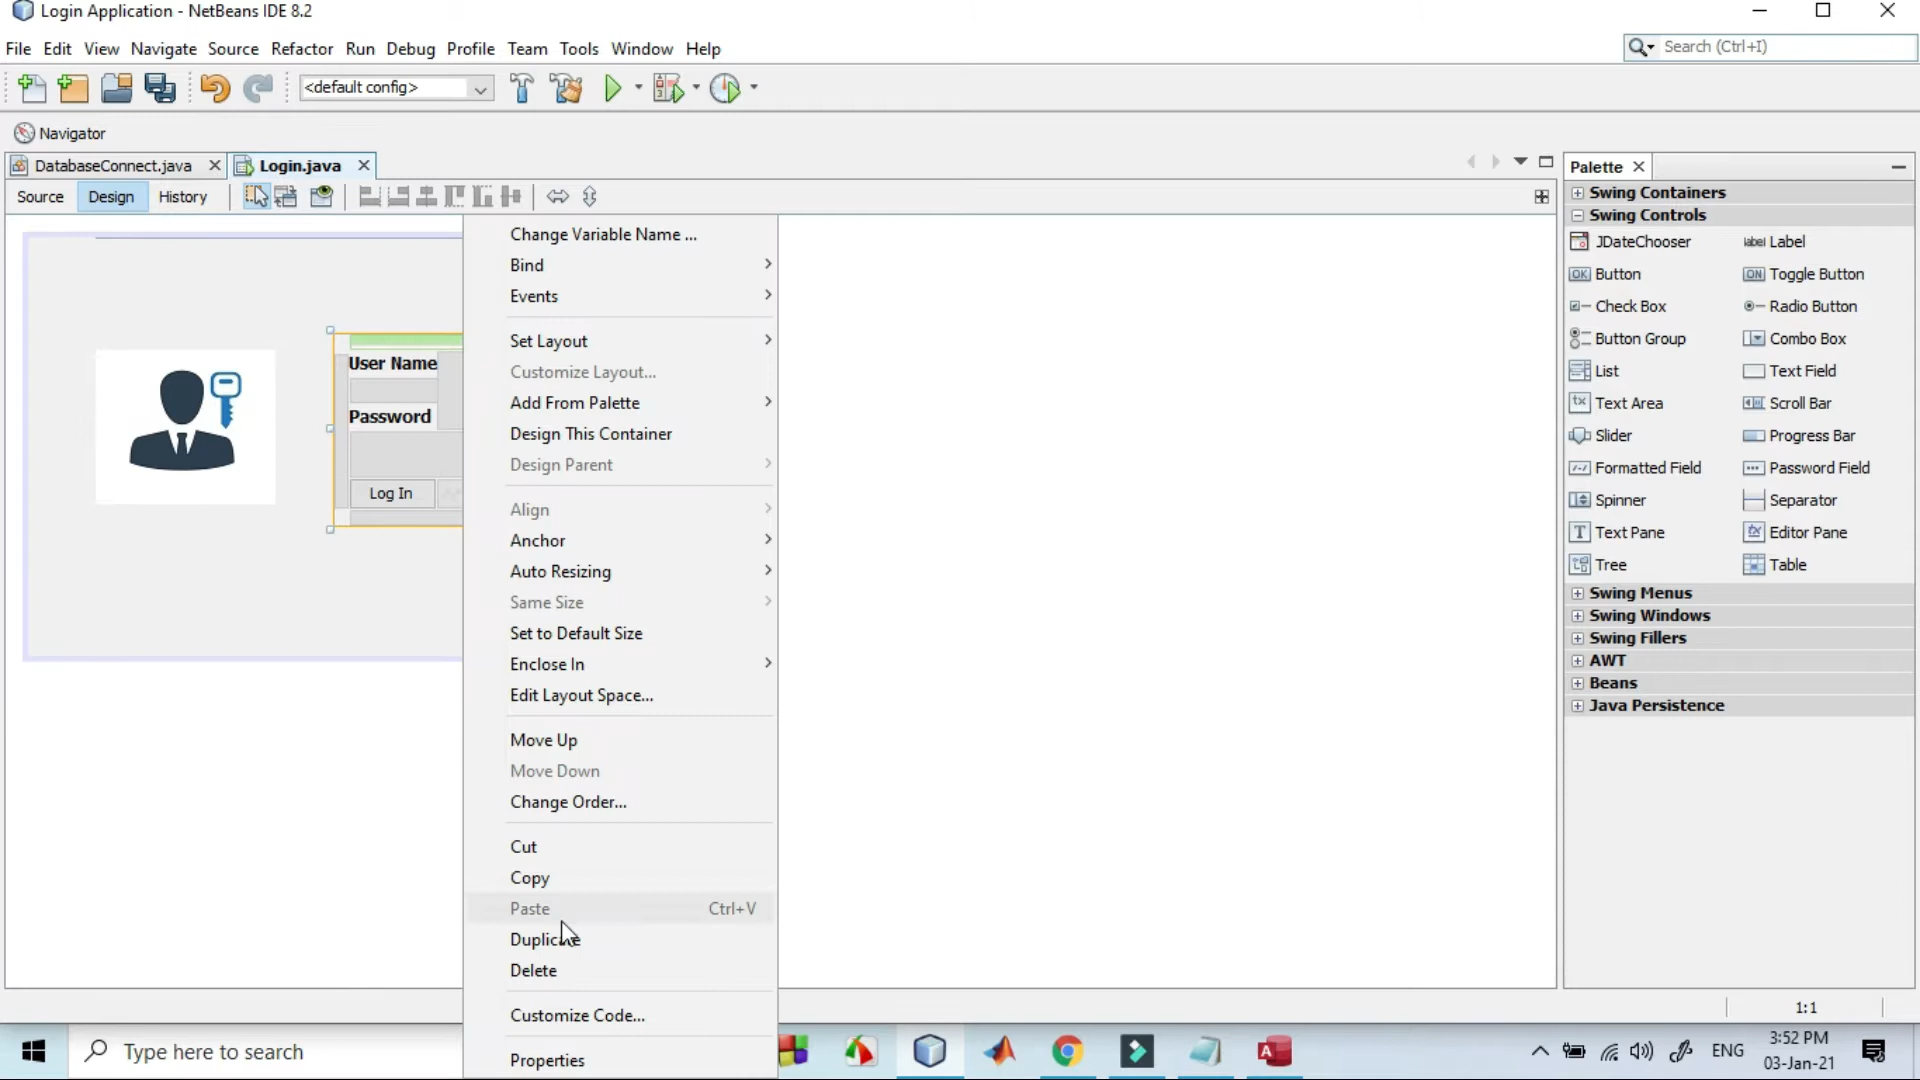 Login Application - NetBeans IDE 8.2
File Edit View Navigate Source Refactor Run Debug Profile Team Tools Window Help
Search (Ctrl+I)
<default config>
Navigator
DatabaseConnect.java
Login.java
Source Design History
User Name
Password
Log In
Change Variable Name ...
Bind
Events
Set Layout
Customize Layout...
Add From Palette
Design This Container
Design Parent
Align
Anchor
Auto Resizing
Same Size
Set to Default Size
Enclose In
Edit Layout Space...
Move Up
Move Down
Change Order...
Cut
Copy
Paste Ctrl+V
Duplicate
Delete
Customize Code...
Properties
Palette
Swing Containers
Swing Controls
JDateChooser label Label
OK Button ON Toggle Button
Check Box Radio Button
Button Group Combo Box
List Text Field
Text Area Scroll Bar
Slider Progress Bar
Formatted Field Password Field
Spinner Separator
Text Pane Editor Pane
Tree Table
Swing Menus
Swing Windows
Swing Fillers
AWT
Beans
Java Persistence
1:1
Type here to search
ENG
3:52 PM
03-Jan-21